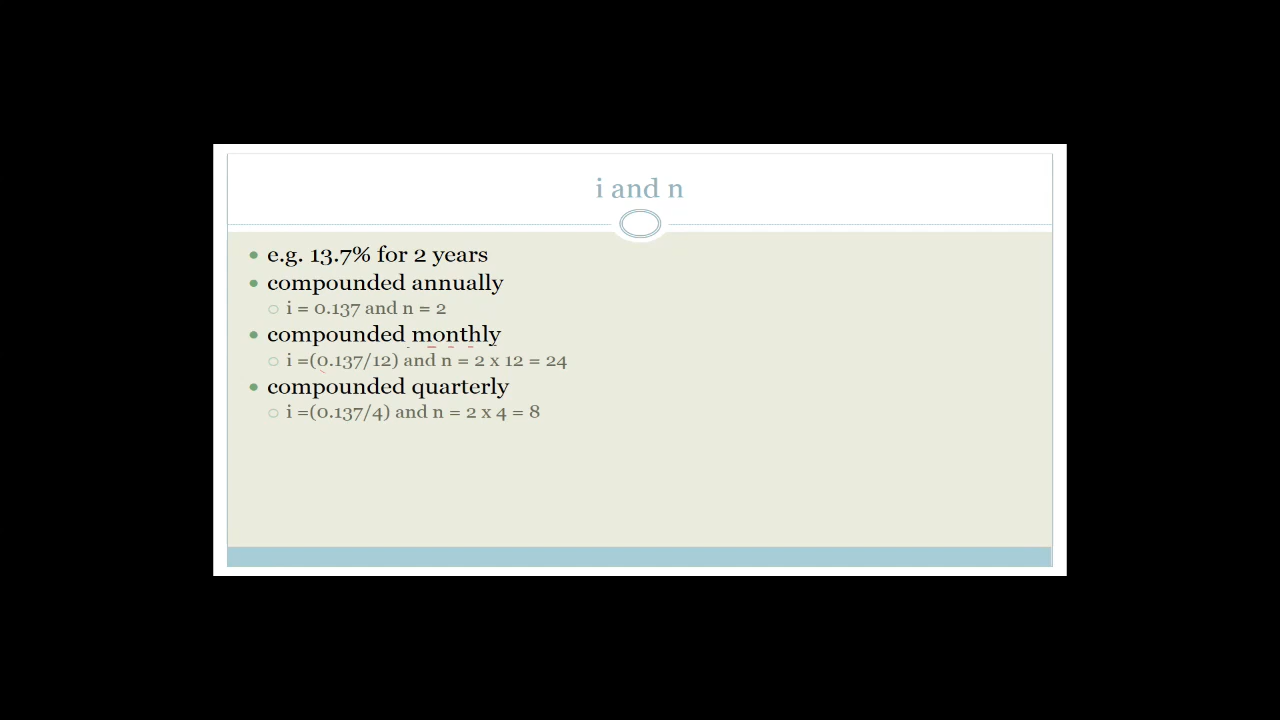 i and n
e.g. 13.7% for 2 years
compounded annually
i = 0.137 and n = 2
compounded monthly
i =(0.137/12) and n = 2 x 12 = 24
compounded quarterly
i =(0.137/4) and n = 2 x 4 = 8